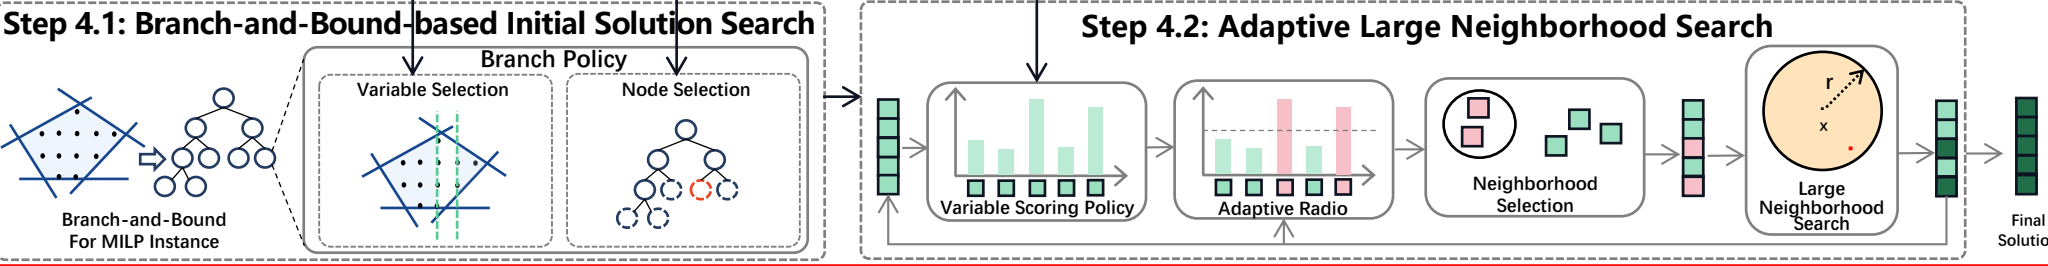 Step 4.1: Branch-and-Bound-based Initial Solution Search
Branch Policy
Variable Selection
Node Selection
Branch-and-Bound
For MILP Instance
Step 4.2: Adaptive Large Neighborhood Search
Variable Scoring Policy
Adaptive Radio
Neighborhood
Selection
r
x
Large
Neighborhood
Search
Final
Solutio